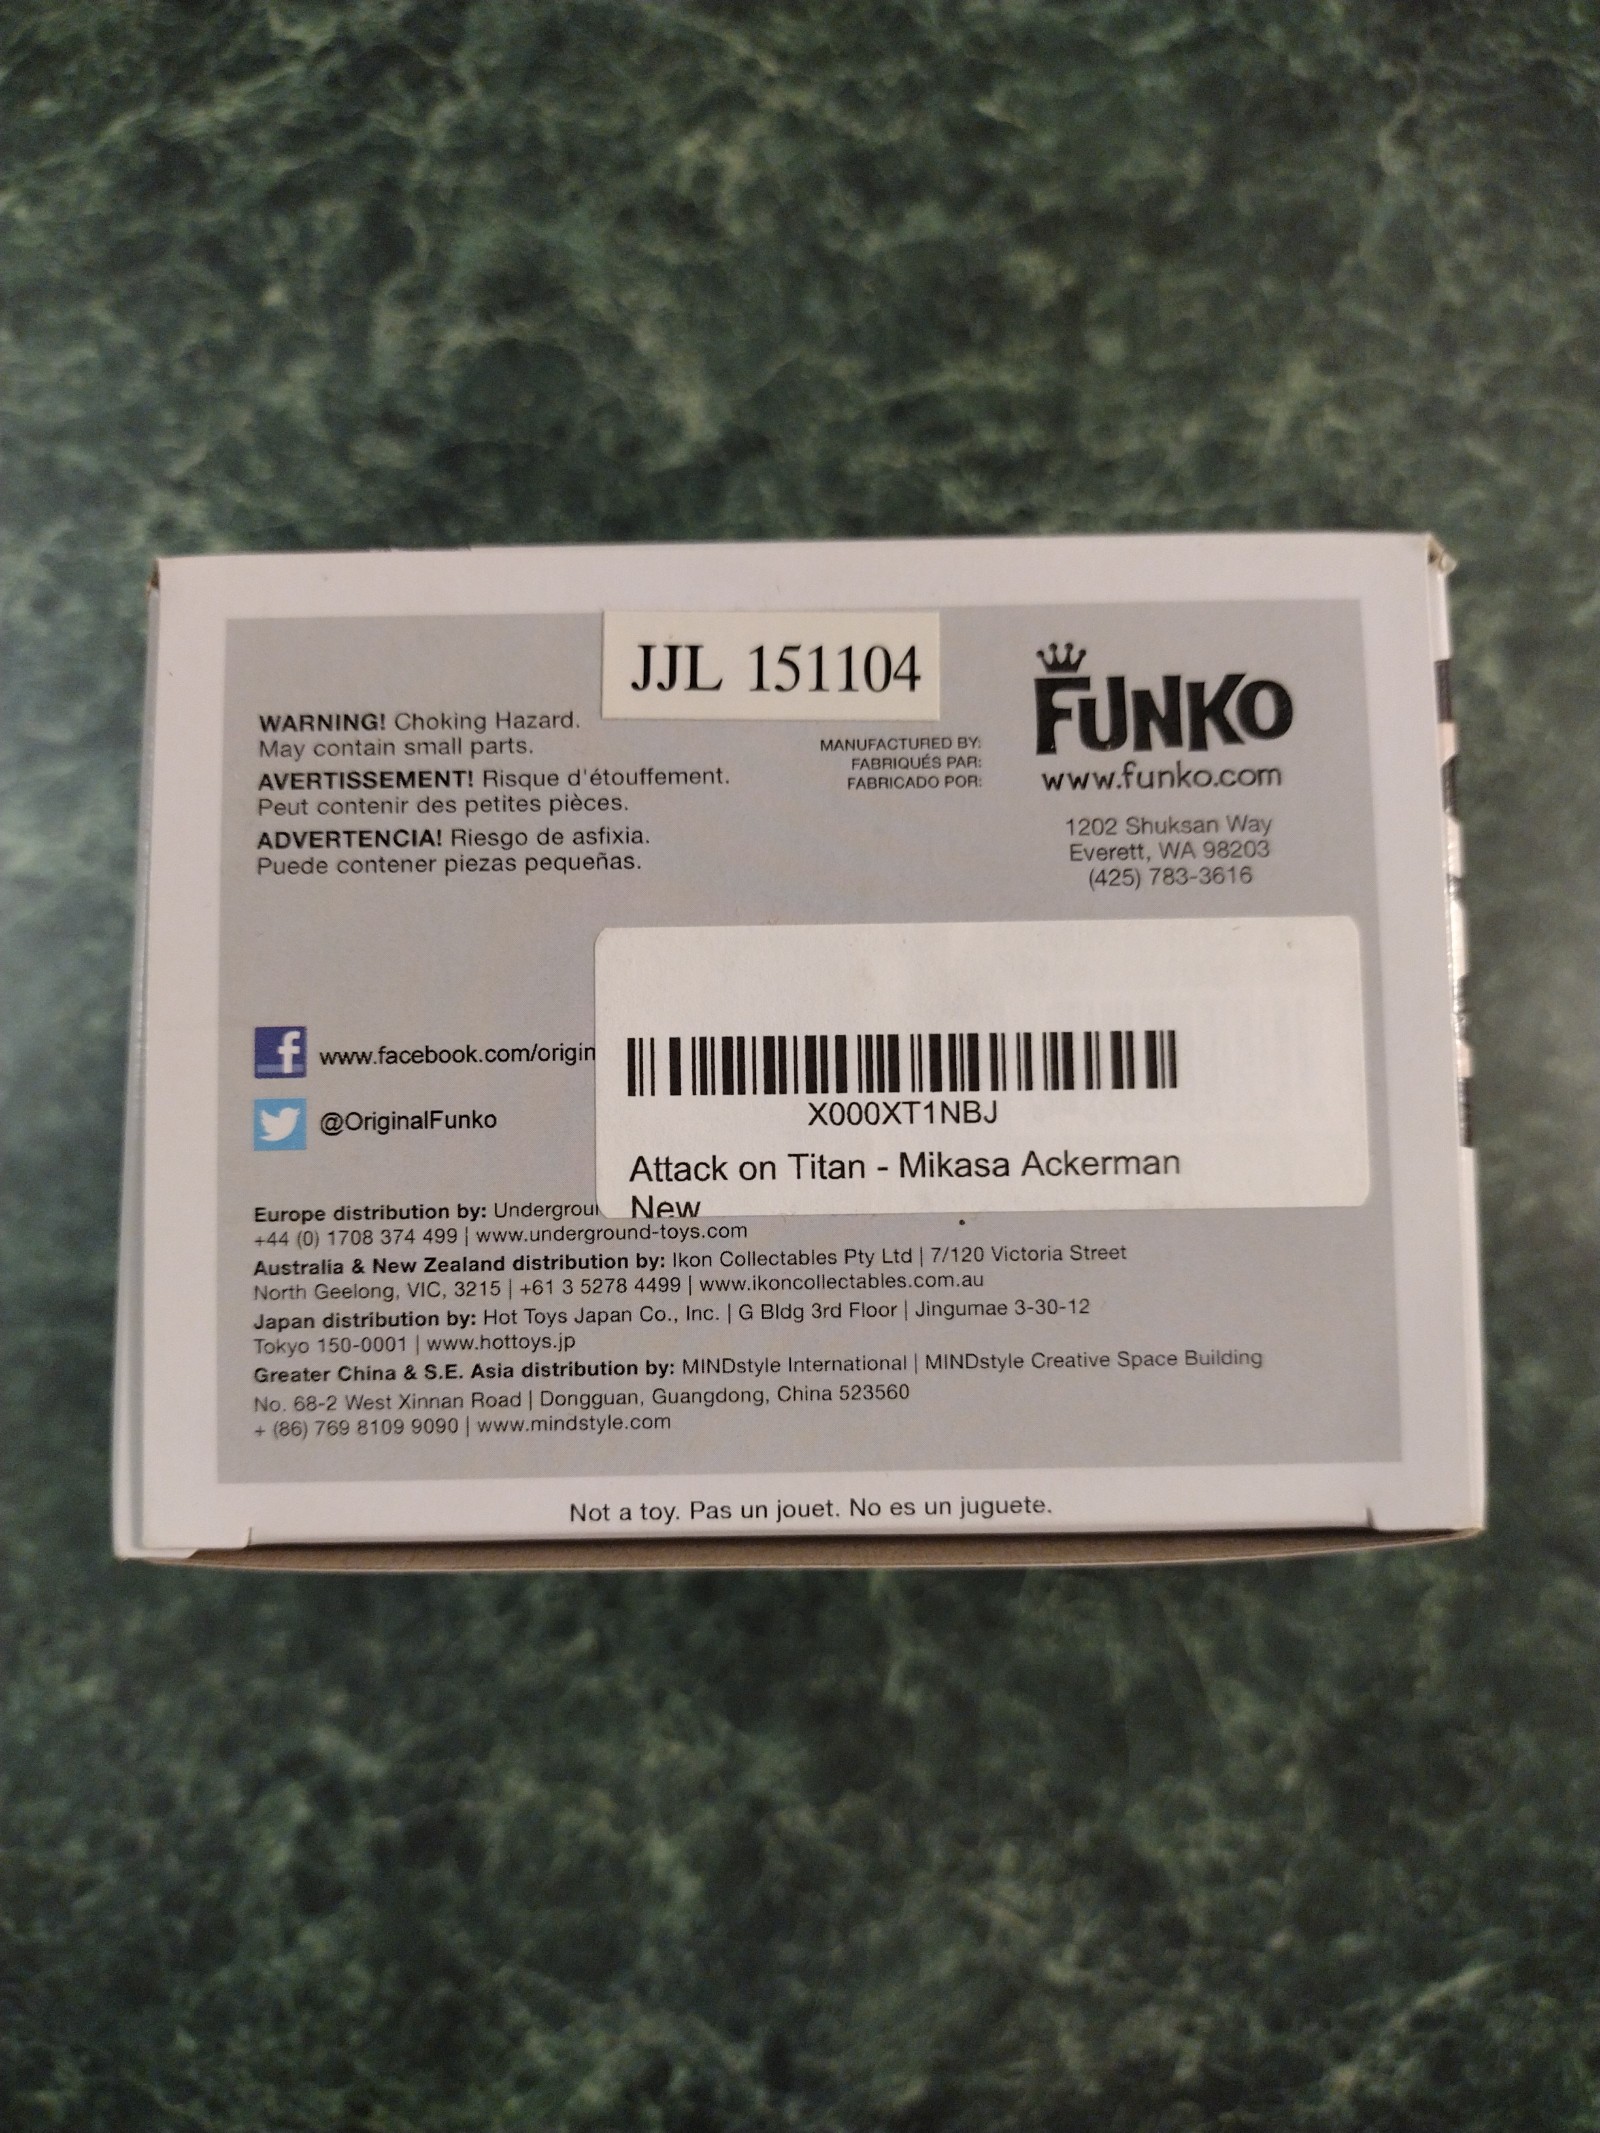 JJL 151104
WARNING! Choking Hazard.
May contain small parts.
AVERTISSEMENT! Risque d'étouffement.
Peut contenir des petites pièces.
ADVERTENCIA! Riesgo de asfixia.
Puede contener piezas pequeñas.
MANUFACTURED BY:
FABRIQUÉS PAR:
FABRICADO POR:
FUNKO
www.funko.com
1202 Shuksan Way
Everett, WA 98203
(425) 783-3616
f www.facebook.com/origin
@OriginalFunko
X000XT1NBJ
Attack on Titan - Mikasa Ackerman
New
Europe distribution by: Undergrou
+44 (0) 1708 374 499 | www.underground-toys.com
Australia & New Zealand distribution by: Ikon Collectables Pty Ltd | 7/120 Victoria Street
North Geelong, VIC, 3215 | +61 3 5278 4499 | www.ikoncollectables.com.au
Japan distribution by: Hot Toys Japan Co., Inc. | G Bldg 3rd Floor | Jingumae 3-30-12
Tokyo 150-0001 | www.hottoys.jp
Greater China & S.E. Asia distribution by: MINDstyle International | MINDstyle Creative Space Building
No. 68-2 West Xinnan Road | Dongguan, Guangdong, China 523560
+ (86) 769 8109 9090 | www.mindstyle.com
Not a toy. Pas un jouet. No es un juguete.